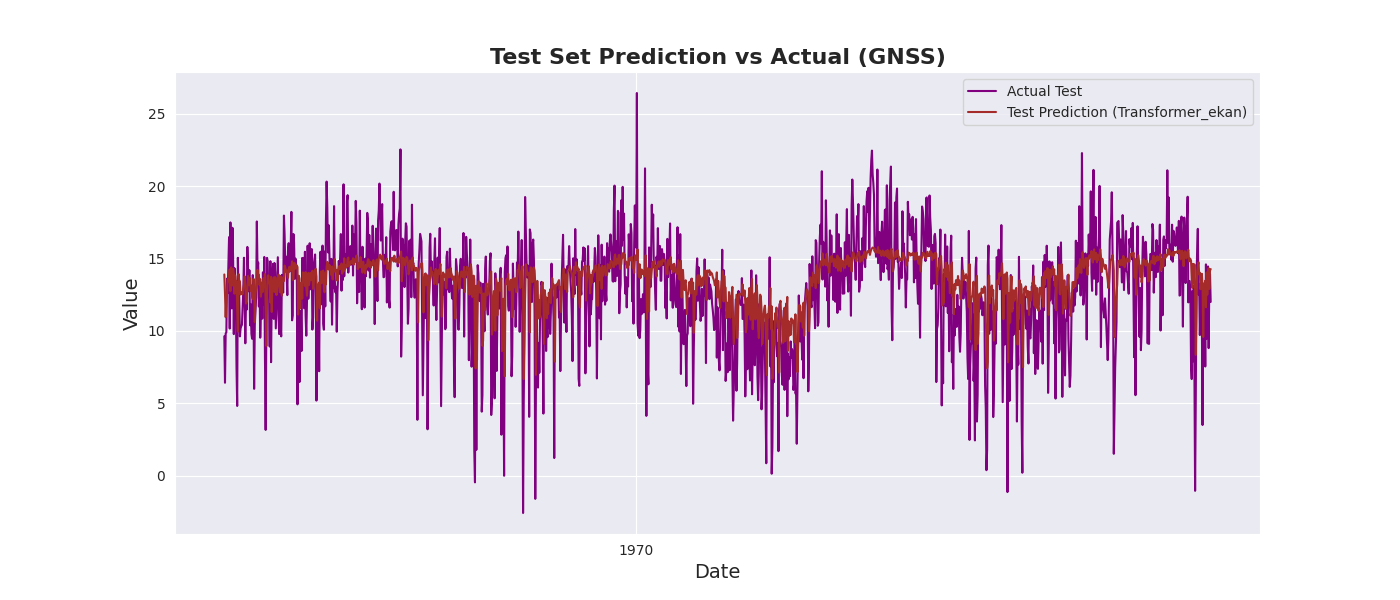 Test Set Prediction vs Actual (GNSS)
Actual Test
Test Prediction (Transformer_ekan)
25
20
15
10
5
0
Value
1970
Date